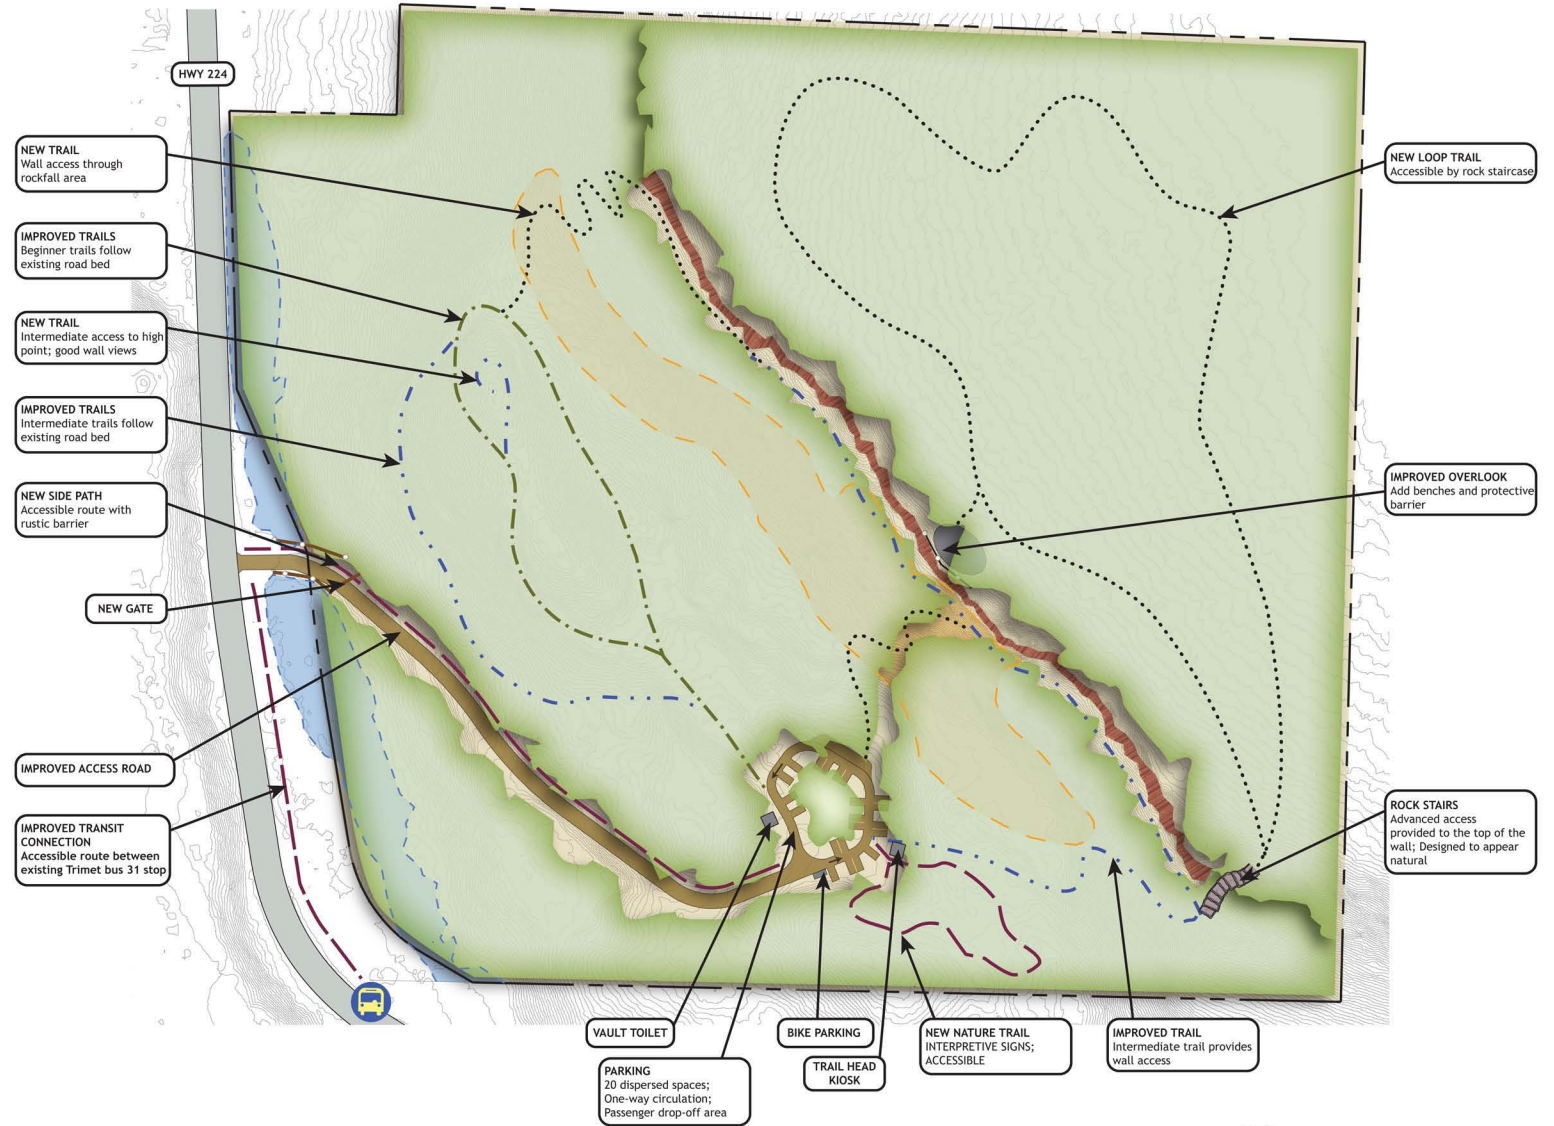 HWY 224
NEW TRAIL
Wall access through
rockfall area
IMPROVED TRAILS
Beginner trails follow
existing road bed
NEW TRAIL
Intermediate access to high
point; good wall views
IMPROVED TRAILS
Intermediate trails follow
existing road bed
NEW SIDE PATH
Accessible route with
rustic barrier
NEW GATE
IMPROVED ACCESS ROAD
IMPROVED TRANSIT
CONNECTION
Accessible route between
existing Trimet bus 31 stop
NEW LOOP TRAIL
Accessible by rock staircase
IMPROVED OVERLOOK
Add benches and protective
barrier
ROCK STAIRS
Advanced access
provided to the top of the
wall; Designed to appear
natural
VAULT TOILET
PARKING
20 dispersed spaces;
One-way circulation;
Passenger drop-off area
BIKE PARKING
TRAIL HEAD
KIOSK
NEW NATURE TRAIL
INTERPRETIVE SIGNS;
ACCESSIBLE
IMPROVED TRAIL
Intermediate trail provides
wall access